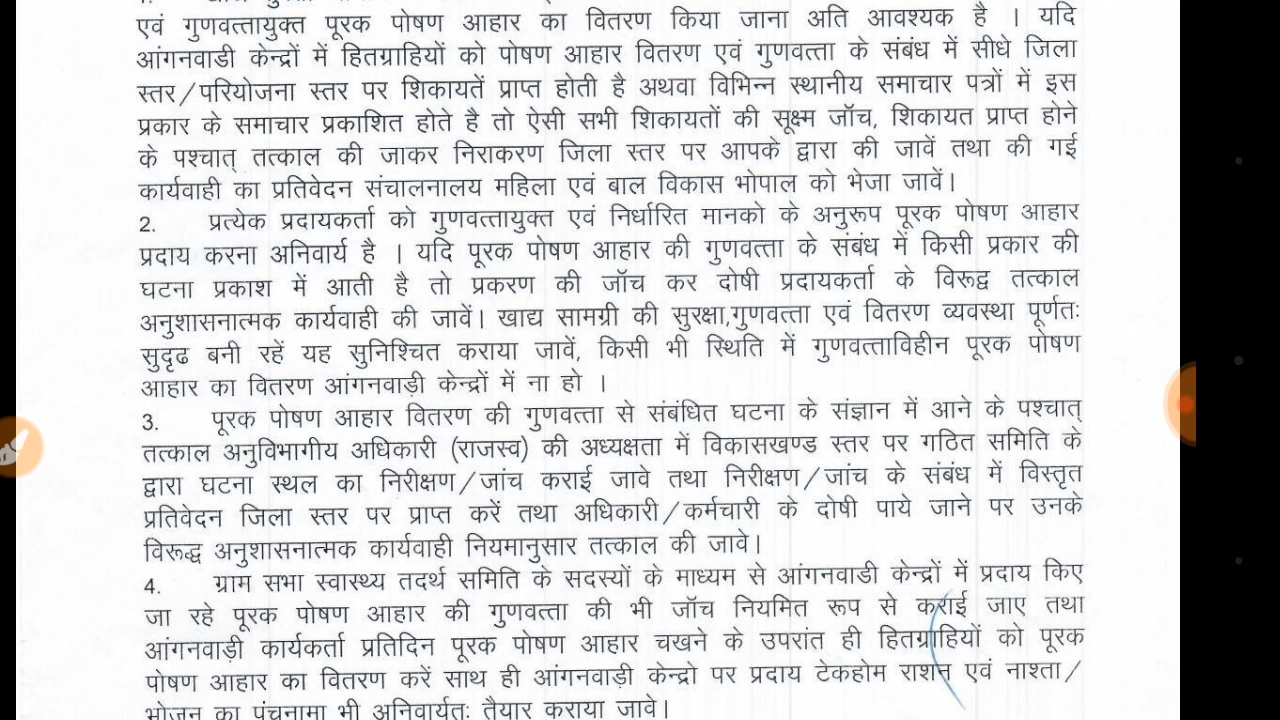 एवं गुणवत्तायुक्त पूरक पोषण आहार का वितरण किया जाना अति आवश्यक है । यदि
आंगनवाडी केन्द्रों में हितग्राहियों को पोषण आहार वितरण एवं गुणवत्ता के संबंध में सीधे जिला
स्तर/परियोजना स्तर पर शिकायतें प्राप्त होती है अथवा विभिन्न स्थानीय समाचार पत्रों में इस
प्रकार के समाचार प्रकाशित होते है तो ऐसी सभी शिकायतों की सूक्ष्म जॉच, शिकायत प्राप्त होने
के पश्चात् तत्काल की जाकर निराकरण जिला स्तर पर आपके द्वारा की जावें तथा की गई
कार्यवाही का प्रतिवेदन संचालनालय महिला एवं बाल विकास भोपाल को भेजा जावें।
2. प्रत्येक प्रदायकर्ता को गुणवत्तायुक्त एवं निर्धारित मानको के अनुरूप पूरक पोषण आहार
प्रदाय करना अनिवार्य है । यदि पूरक पोषण आहार की गुणवत्ता के संबंध में किसी प्रकार की
घटना प्रकाश में आती है तो प्रकरण की जॉच कर दोषी प्रदायकर्ता के विरूद्व तत्काल
अनुशासनात्मक कार्यवाही की जावें। खाद्य सामग्री की सुरक्षा,गुणवत्ता एवं वितरण व्यवस्था पूर्णतः
सुदृढ बनी रहें यह सुनिश्चित कराया जावें, किसी भी स्थिति में गुणवत्ताविहीन पूरक पोषण
आहार का वितरण आंगनवाड़ी केन्द्रों में ना हो ।
3. पूरक पोषण आहार वितरण की गुणवत्ता से संबंधित घटना के संज्ञान में आने के पश्चात्
तत्काल अनुविभागीय अधिकारी (राजस्व) की अध्यक्षता में विकासखण्ड स्तर पर गठित समिति के
द्वारा घटना स्थल का निरीक्षण/जांच कराई जावे तथा निरीक्षण/जांच के संबंध में विस्तृत
प्रतिवेदन जिला स्तर पर प्राप्त करें तथा अधिकारी/कर्मचारी के दोषी पाये जाने पर उनके
विरूद्ध अनुशासनात्मक कार्यवाही नियमानुसार तत्काल की जावे।
4. ग्राम सभा स्वास्थ्य तदर्थ समिति के सदस्यों के माध्यम से आंगनवाडी केन्द्रों में प्रदाय किए
जा रहे पूरक पोषण आहार की गुणवत्ता की भी जॉच नियमित रूप से कराई जाए तथा
आंगनवाड़ी कार्यकर्ता प्रतिदिन पूरक पोषण आहार चखने के उपरांत ही हितग्राहियों को पूरक
पोषण आहार का वितरण करें साथ ही आंगनवाड़ी केन्द्रो पर प्रदाय टेकहोम राशन एवं नाश्ता/
भोजन का पंचनामा भी अनिवार्यतः तैयार कराया जावे।